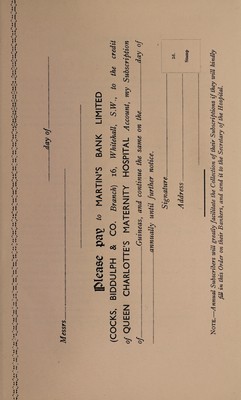 day of
Messrs.
Please pay to MARTIN'S BANK LIMITED
(COCKS, BIDDULPH & CO. Branch) 16, Whitehall, S.W., to the credit
of QUEEN CHARLOTTE'S MATERNITY HOSPITAL Account, my Subscription
of Guineas, and continue the same on the day of
annually until further notice.
Signature
2d.
Stamp
Address
NOTE.—Annual Subscribers will greatly facilitate the Collection of their Subscriptions if they will kindly
fill in this Order on their Bankers, and send it to the Secretary of the Hospital.